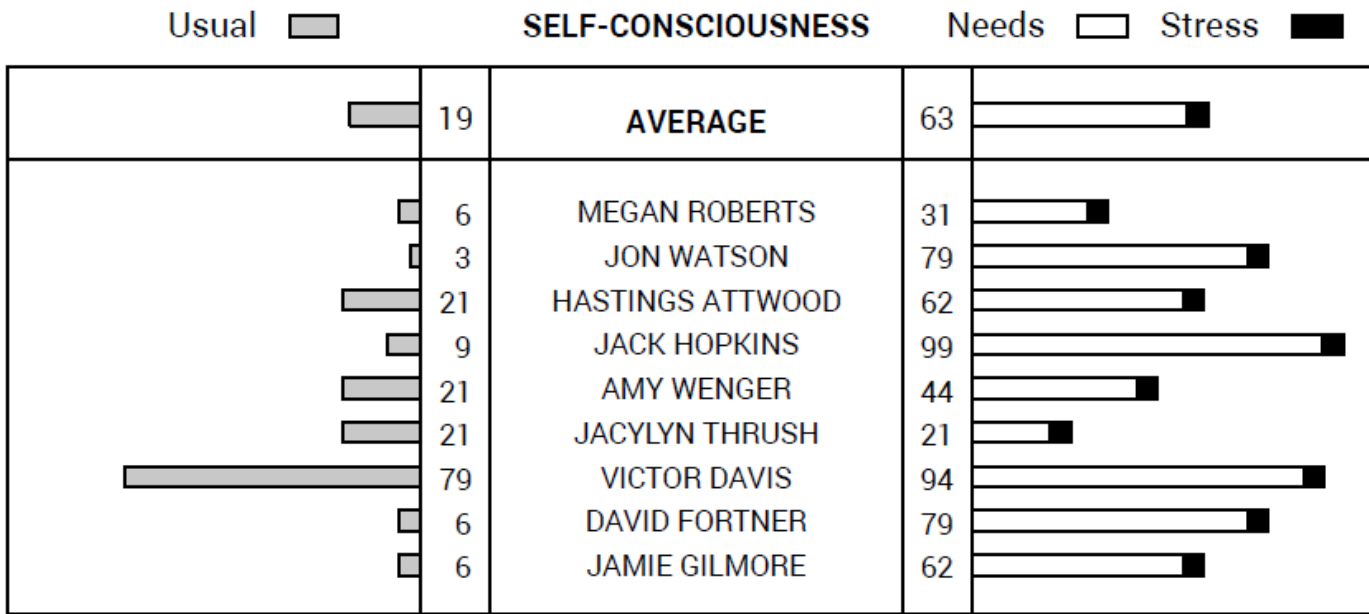 Usual SELF-CONSCIOUSNESS Needs Stress
19 AVERAGE 63
6 MEGAN ROBERTS 31
3 JON WATSON 79
21 HASTINGS ATTWOOD 62
9 JACK HOPKINS 99
21 AMY WENGER 44
21 JACYLYN THRUSH 21
79 VICTOR DAVIS 94
6 DAVID FORTNER 79
6 JAMIE GILMORE 62